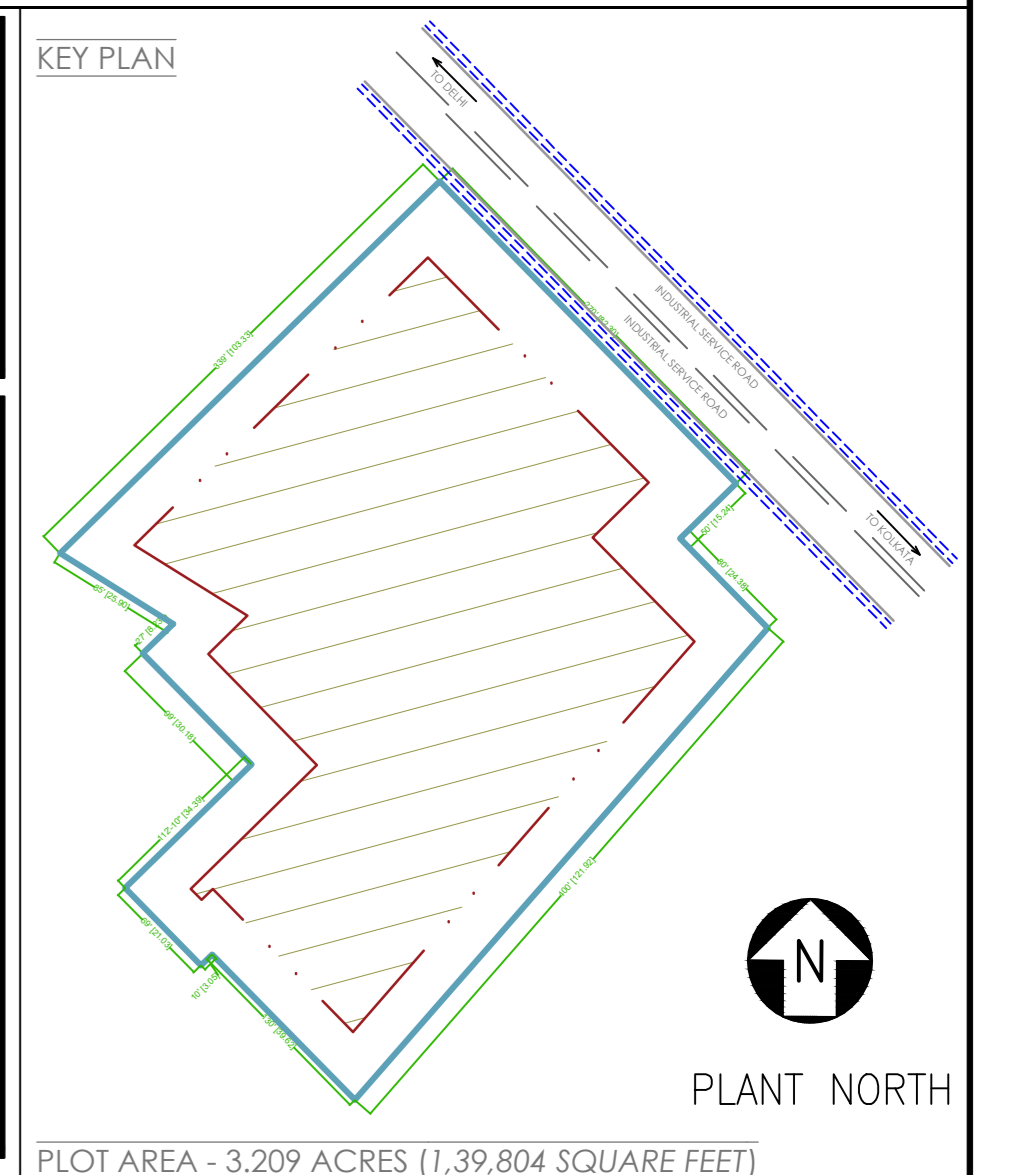 KEY PLAN
TO DELHI
INDUSTRIAL SERVICE ROAD
INDUSTRIAL SERVICE ROAD
TO KOLKATA
339' [103.33]
50' [15.24]
80' [24.38]
85' [25.90]
99' [30.18]
112'-10" [34.39]
69' [21.03]
10' [3.05]
130' [39.62]
400' [121.92]
N
PLANT NORTH
PLOT AREA - 3.209 ACRES (1,39,804 SQUARE FEET)